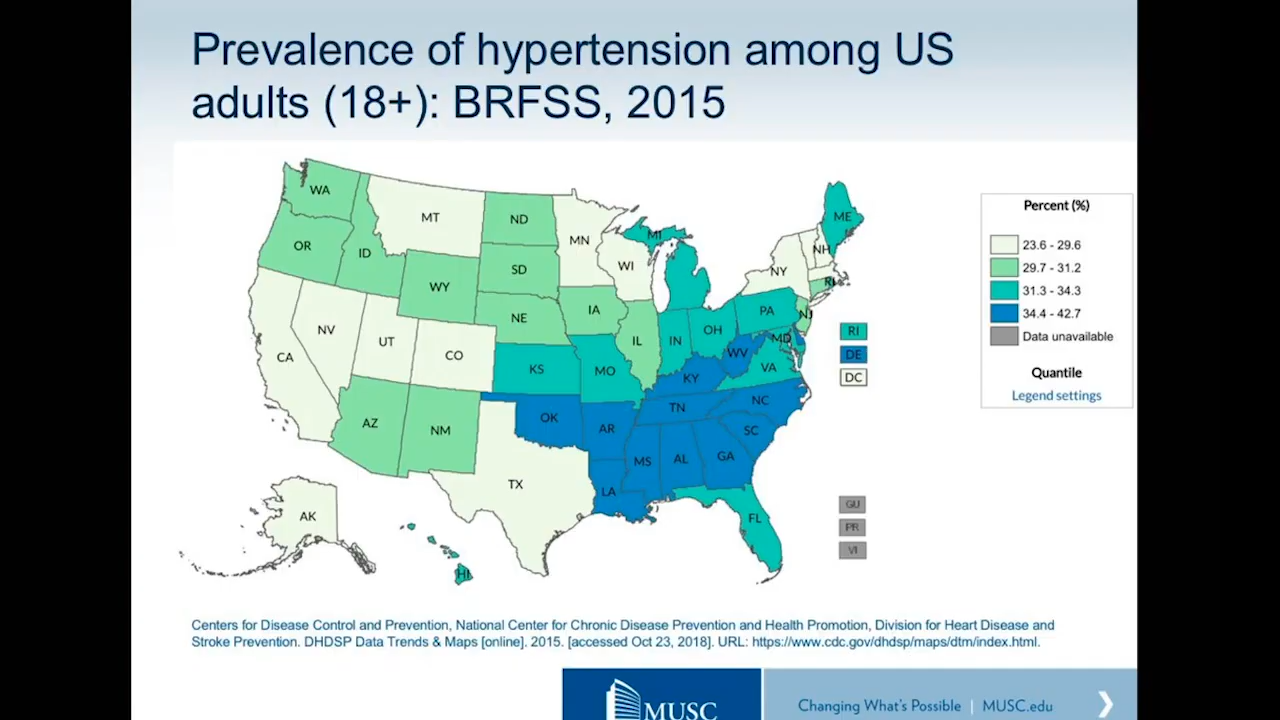 Prevalence of hypertension among US
adults (18+): BRFSS, 2015
WA
MT
ND
MN
WI
MI
ME
NH
NY
OR
ID
WY
SD
IA
NE
IL
IN
OH
PA
NJ
RI
MD
NV
UT
CO
CA
KS
MO
KY
WV
VA
AZ
NM
OK
AR
TN
NC
SC
MS
AL
GA
LA
TX
FL
AK
HI
RI
DE
DC
GU
PR
VI
Percent (%)
23.6 - 29.6
29.7 - 31.2
31.3 - 34.3
34.4 - 42.7
Data unavailable
Quantile
Legend settings
Centers for Disease Control and Prevention, National Center for Chronic Disease Prevention and Health Promotion, Division for Heart Disease and
Stroke Prevention. DHDSP Data Trends & Maps [online]. 2015. [accessed Oct 23, 2018]. URL: https://www.cdc.gov/dhdsp/maps/dtm/index.html.
MUSC
Changing What's Possible | MUSC.edu